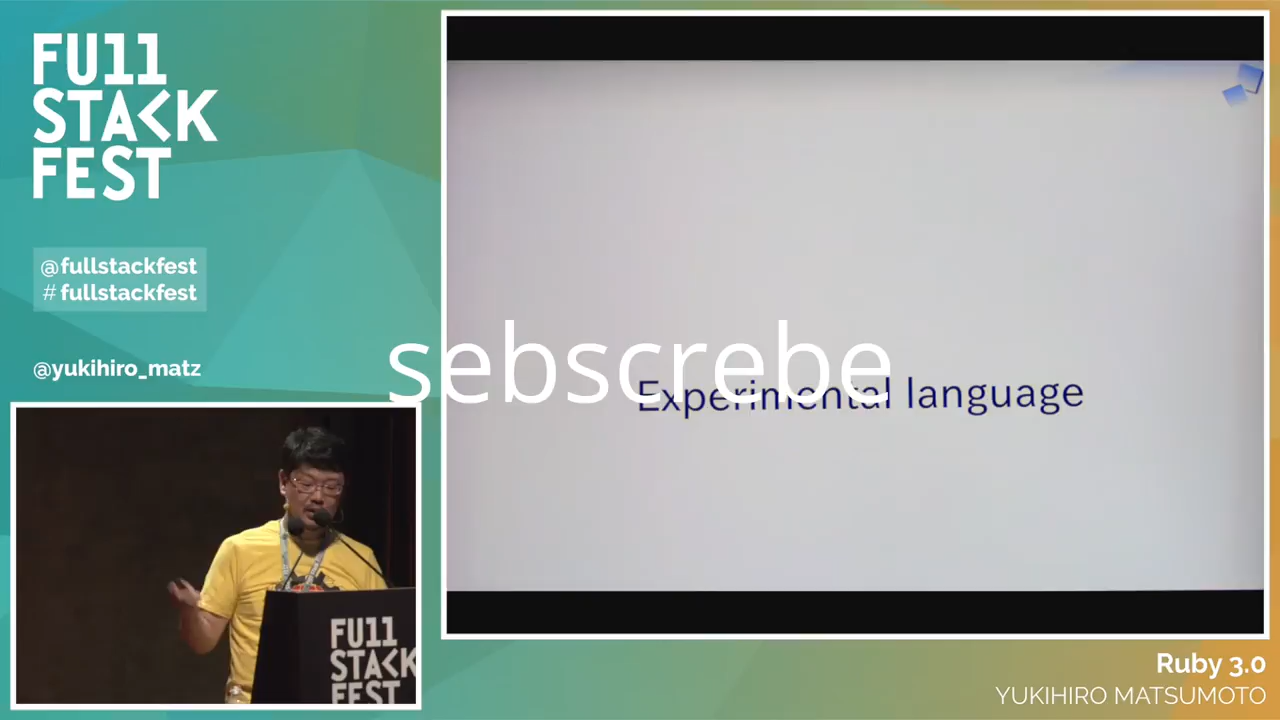 FU11
STACK
FEST
@fullstackfest
# fullstackfest
@yukihiro_matz
sebscrebe
Experimental language
FU11
STACK
FEST
Ruby 3.0
YUKIHIRO MATSUMOTO